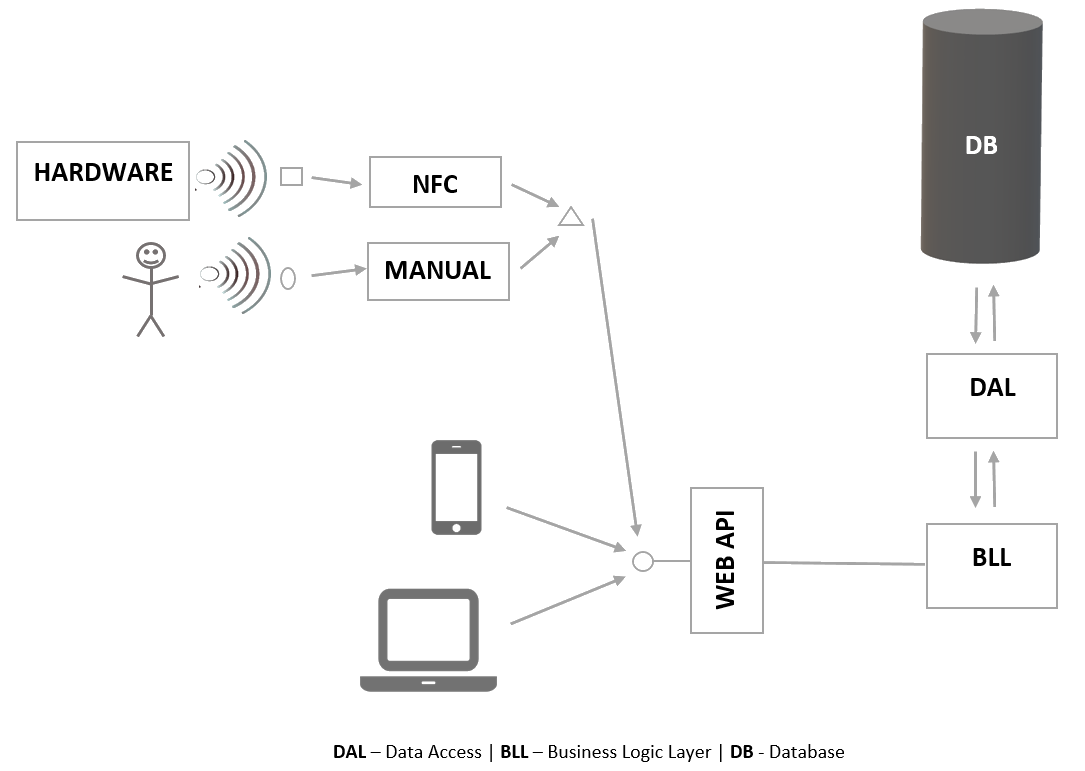 DB
HARDWARE
NFC
MANUAL
DAL
WEB API
BLL
DAL – Data Access | BLL – Business Logic Layer | DB - Database